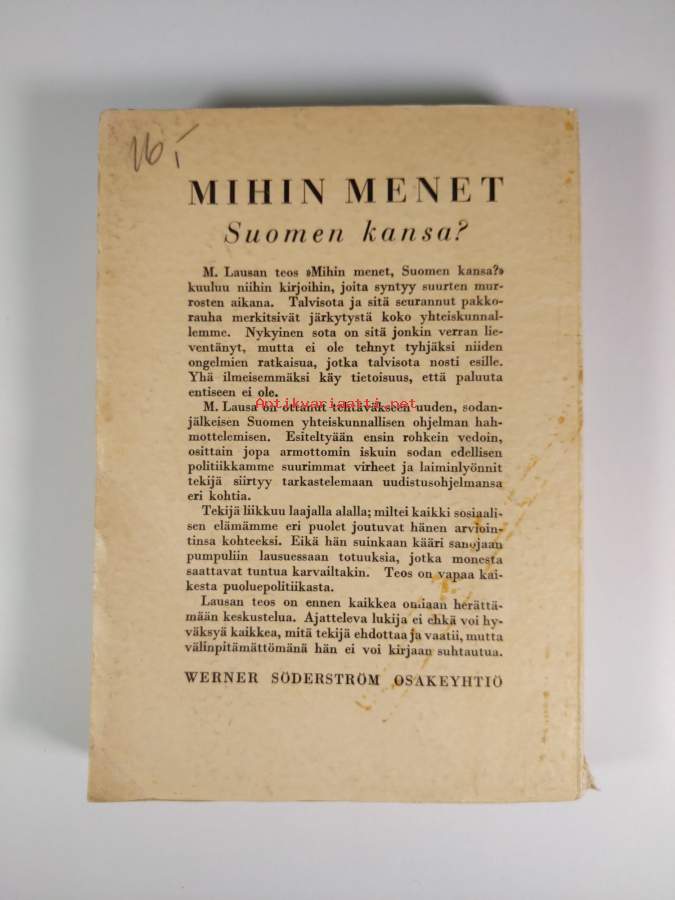 16,-
MIHIN MENET
Suomen kansa?
M. Lausan teos »Mihin menet, Suomen kansa?»
kuuluu niihin kirjoihin, joita syntyy suurten mur-
rosten aikana. Talvisota ja sitä seurannut pakko-
rauha merkitsivät järkytystä koko yhteiskunnal-
lemme. Nykyinen sota on sitä jonkin verran lie-
ventänyt, mutta ei ole tehnyt tyhjäksi niiden
ongelmien ratkaisua, jotka talvisota nosti esille.
Yhä ilmeisemmäksi käy tietoisuus, että paluuta
entiseen ei ole.
Antikvariaatti.net
M. Lausa on ottanut tehtäväkseen uuden, sodan-
jälkeisen Suomen yhteiskunnallisen ohjelman hah-
mottelemisen. Esiteltyään ensin rohkein vedoin,
osittain jopa armottomin iskuin sodan edellisen
politiikkamme suurimmat virheet ja laiminlyönnit
tekijä siirtyy tarkastelemaan uudistusohjelmansa
eri kohtia.
Tekijä liikkuu laajalla alalla; miltei kaikki sosiaali-
sen elämämme eri puolet joutuvat hänen arvioin-
tinsa kohteeksi. Eikä hän suinkaan kääri sanojaan
pumpuliin lausuessaan totuuksia, jotka monesta
saattavat tuntua karvailtakin. Teos on vapaa kai-
kesta puoluepolitiikasta.
Lausan teos on ennen kaikkea omiaan herättä-
mään keskustelua. Ajatteleva lukija ei ehkä voi hy-
väksyä kaikkea, mitä tekijä ehdottaa ja vaatii, mutta
välinpitämättömänä hän ei voi kirjaan suhtautua.
WERNER SÖDERSTRÖM OSAKEYHTIÖ